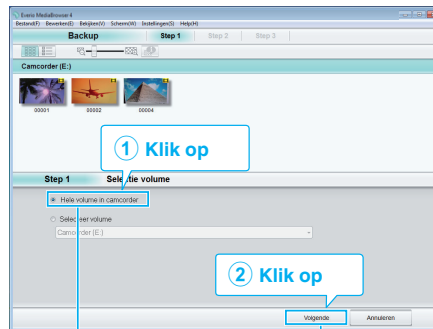 Everio MediaBrowser 4
Bestand(F) Bewerken(E) Bekijken(V) Scherm(W) Instellingen(S) Help(H)
Backup Step 1 Step 2 Step 3
Camcorder (E:)
00001 00002 00004
1 Klik op
Step 1 Selectie volume
Hele volume in camcorder
Selecteer volume
Camcorder (E:)
2 Klik op
Volgende Annuleren